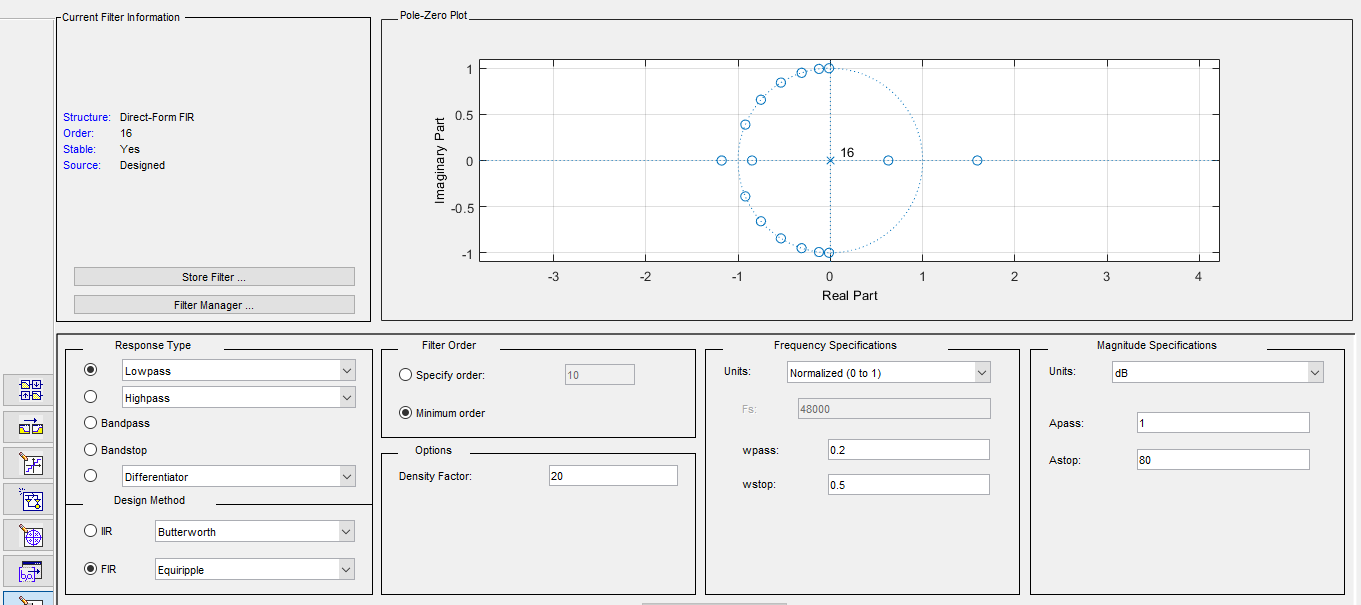 Current Filter Information
Structure: Direct-Form FIR
Order: 16
Stable: Yes
Source: Designed
Store Filter ...
Filter Manager ...
Pole-Zero Plot
1
0.5
0
-0.5
-1
Imaginary Part
16
-3 -2 -1 0 1 2 3 4
Real Part
Response Type
Lowpass
Highpass
Bandpass
Bandstop
Differentiator
Design Method
IIR Butterworth
FIR Equiripple
Filter Order
Specify order: 10
Minimum order
Options
Density Factor: 20
Frequency Specifications
Units: Normalized (0 to 1)
Fs: 48000
wpass: 0.2
wstop: 0.5
Magnitude Specifications
Units: dB
Apass: 1
Astop: 80